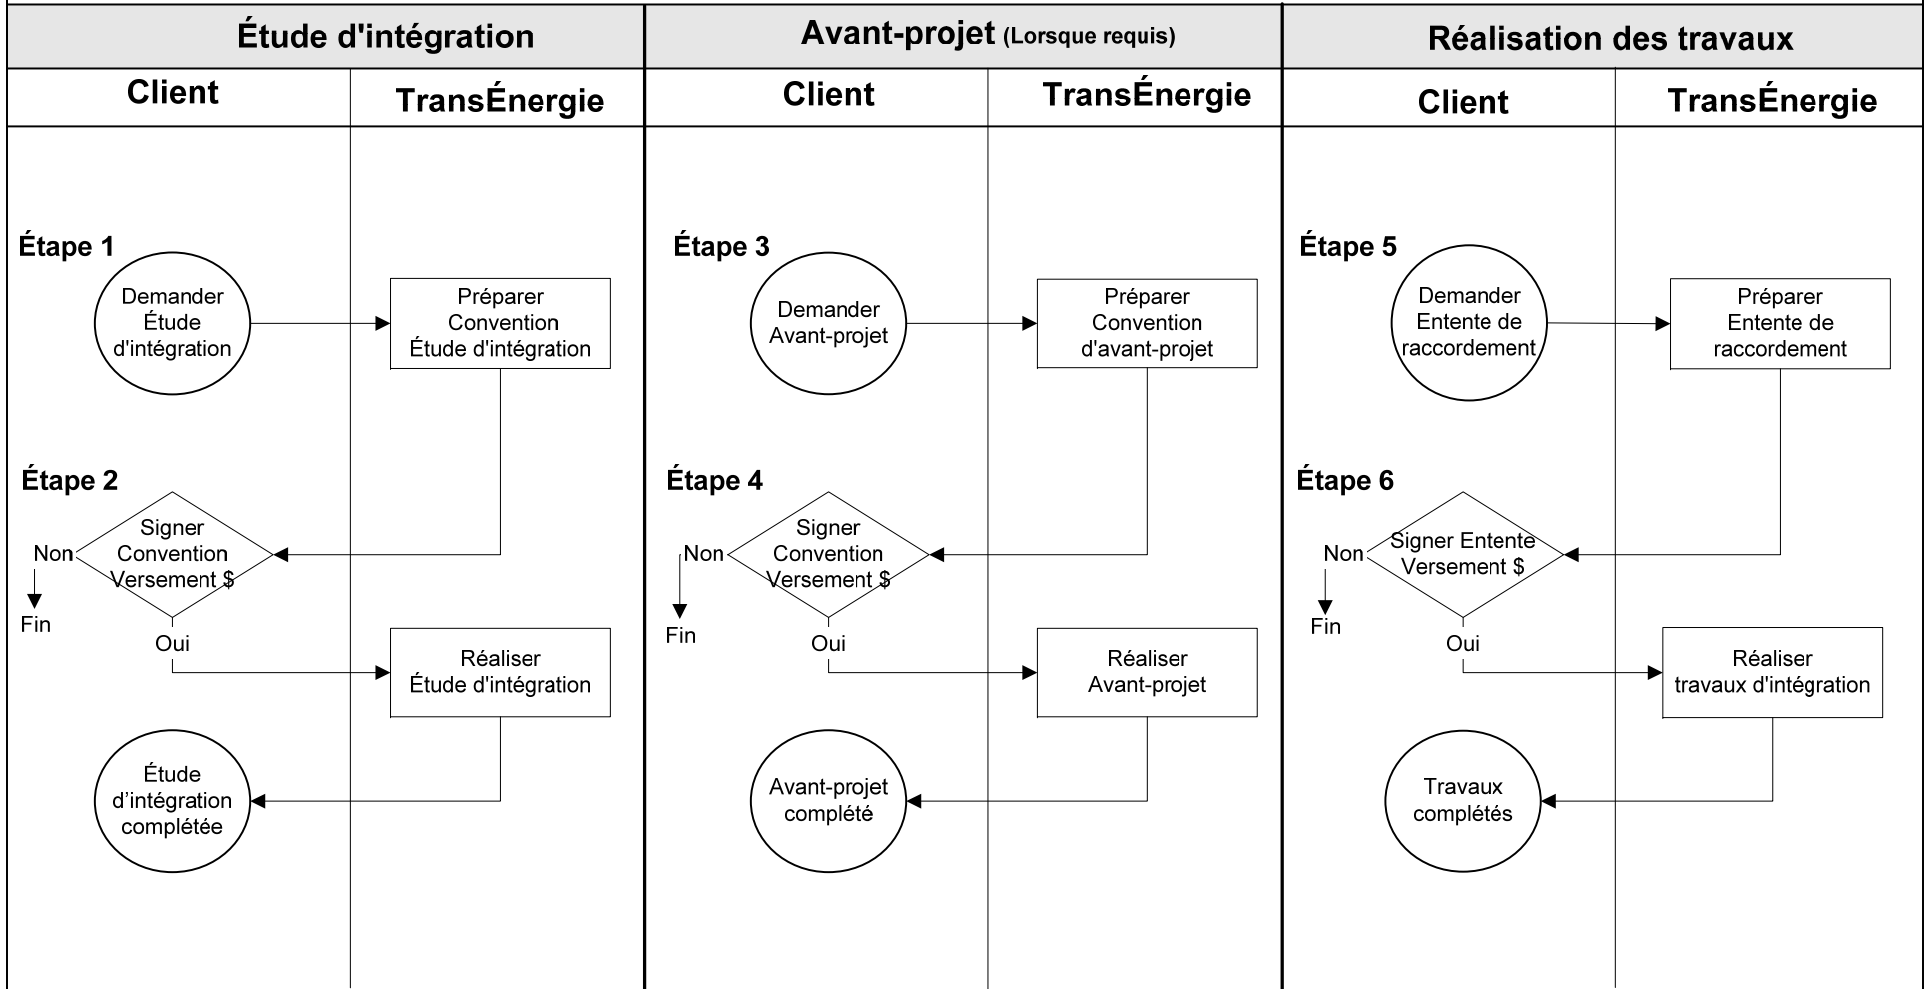 Étude d'intégration
Avant-projet (Lorsque requis)
Réalisation des travaux
Client
TransÉnergie
Client
TransÉnergie
Client
TransÉnergie
Étape 1
Demander
Étude
d'intégration
Préparer
Convention
Étude d'intégration
Étape 2
Signer
Convention
Versement $
Non
Fin
Oui
Réaliser
Étude d'intégration
Étude
d’intégration
complétée
Étape 3
Demander
Avant-projet
Préparer
Convention
d'avant-projet
Étape 4
Signer
Convention
Versement $
Non
Fin
Oui
Réaliser
Avant-projet
Avant-projet
complété
Étape 5
Demander
Entente de
raccordement
Préparer
Entente de
raccordement
Étape 6
Signer Entente
Versement $
Non
Fin
Oui
Réaliser
travaux d'intégration
Travaux
complétés